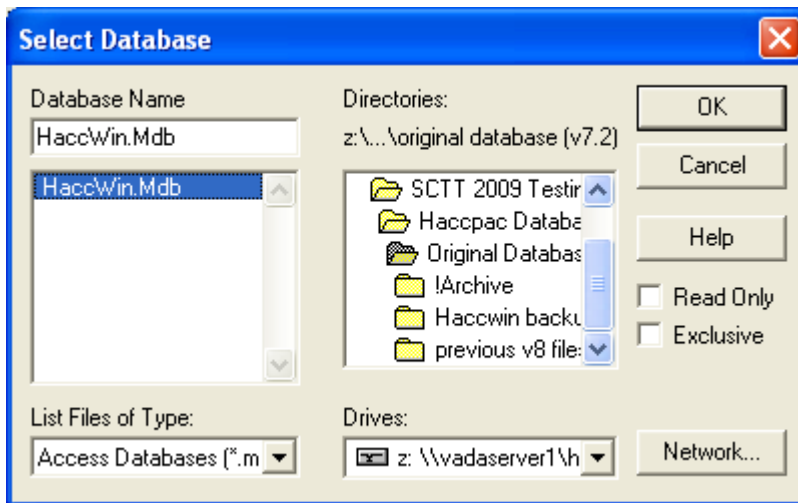 Select Database
Database Name
HaccWin.Mdb
HaccWin.Mdb
Directories:
z:\...\original database (v7.2)
SCTT 2009 Testin
Haccpac Databa
Original Databas
!Archive
Haccwin backu
previous v8 file:
OK
Cancel
Help
Read Only
Exclusive
List Files of Type:
Access Databases (*.m
Drives:
z: \\vadaserver1\h
Network...